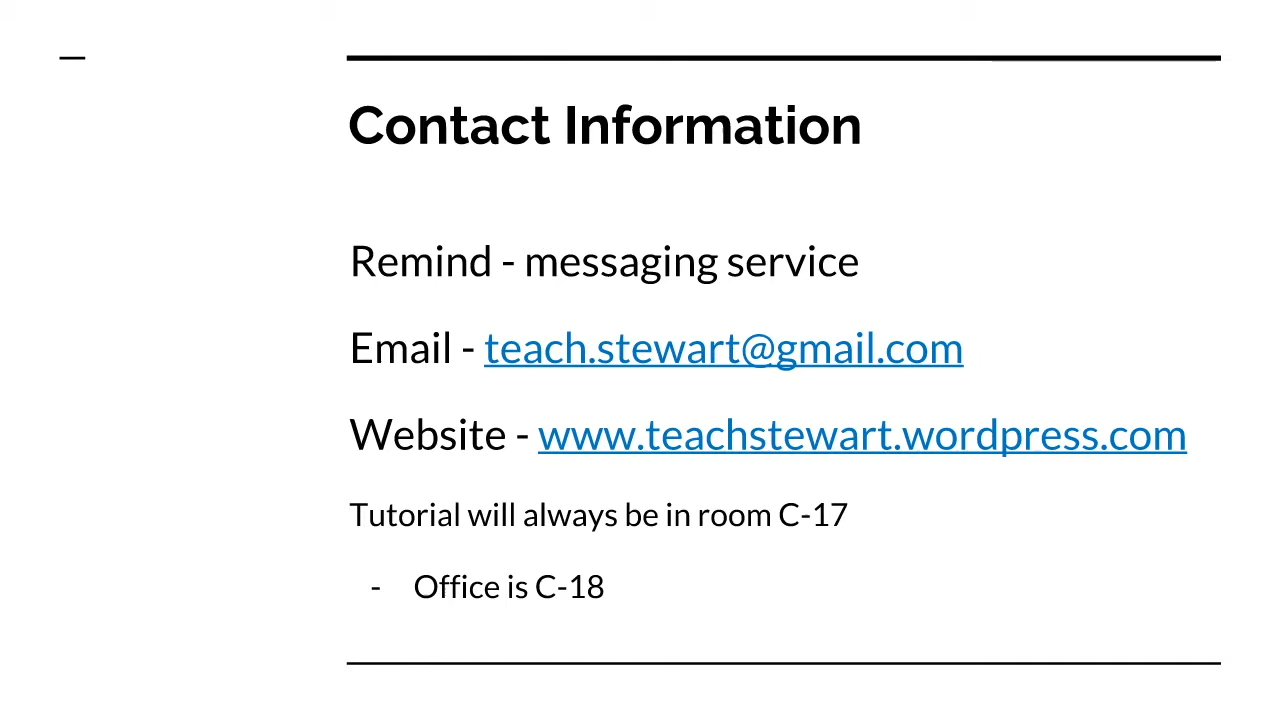 Contact Information
Remind - messaging service
Email - teach.stewart@gmail.com
Website - www.teachstewart.wordpress.com
Tutorial will always be in room C-17
- Office is C-18